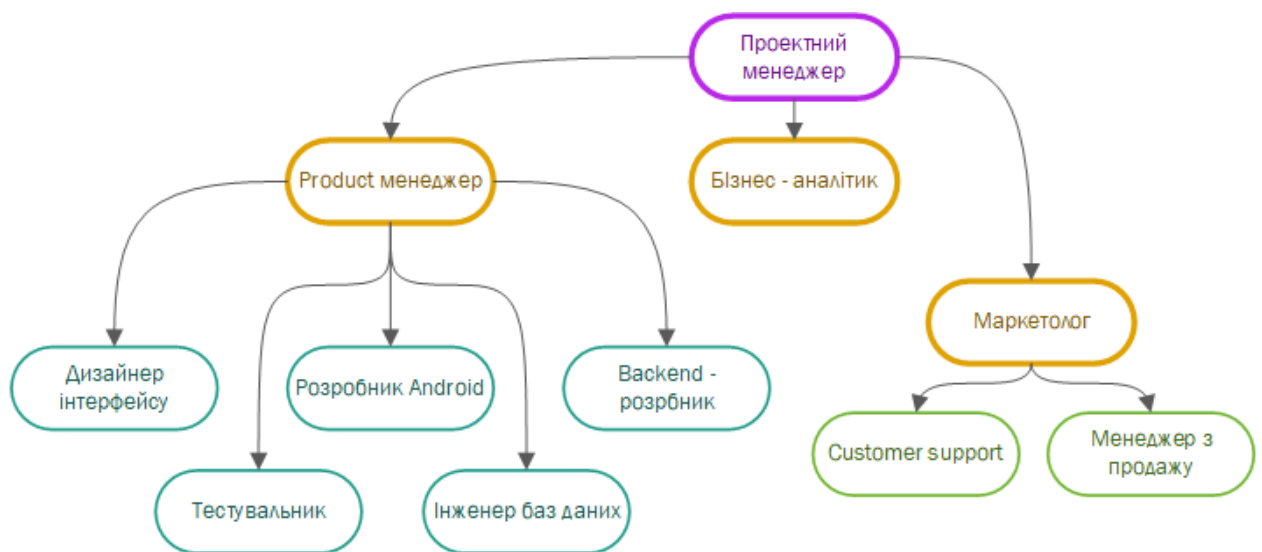 Проектний
менеджер
Product менеджер
Бізнес - аналітик
Маркетолог
Дизайнер
інтерфейсу
Розробник Android
Backend -
розрбник
Customer support
Менеджер з
продажу
Тестувальник
Інженер баз даних